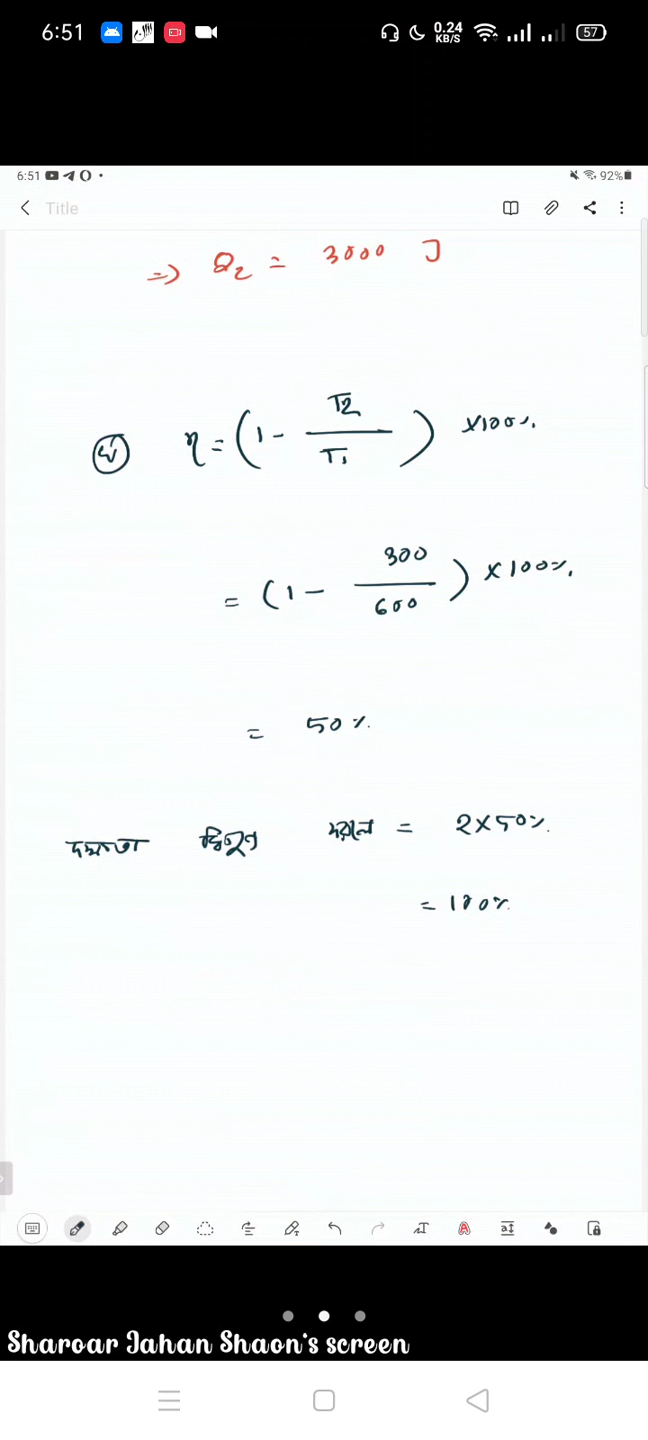 6:51 0.24 KB/S 57
6:51 92%
Title
=> Q₂ = 3000 J
ঘ η = (1 - T2/T1) ×100%
= (1 - 300/600) × 100%
= 50%
দক্ষতা দ্বিগুণ করলে = 2×50%
= 100%
Sharoar Jahan Shaon's screen